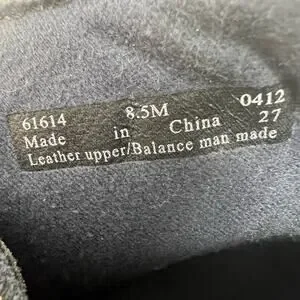 61614 8.5M 0412
Made in China 27
Leather upper/Balance man made